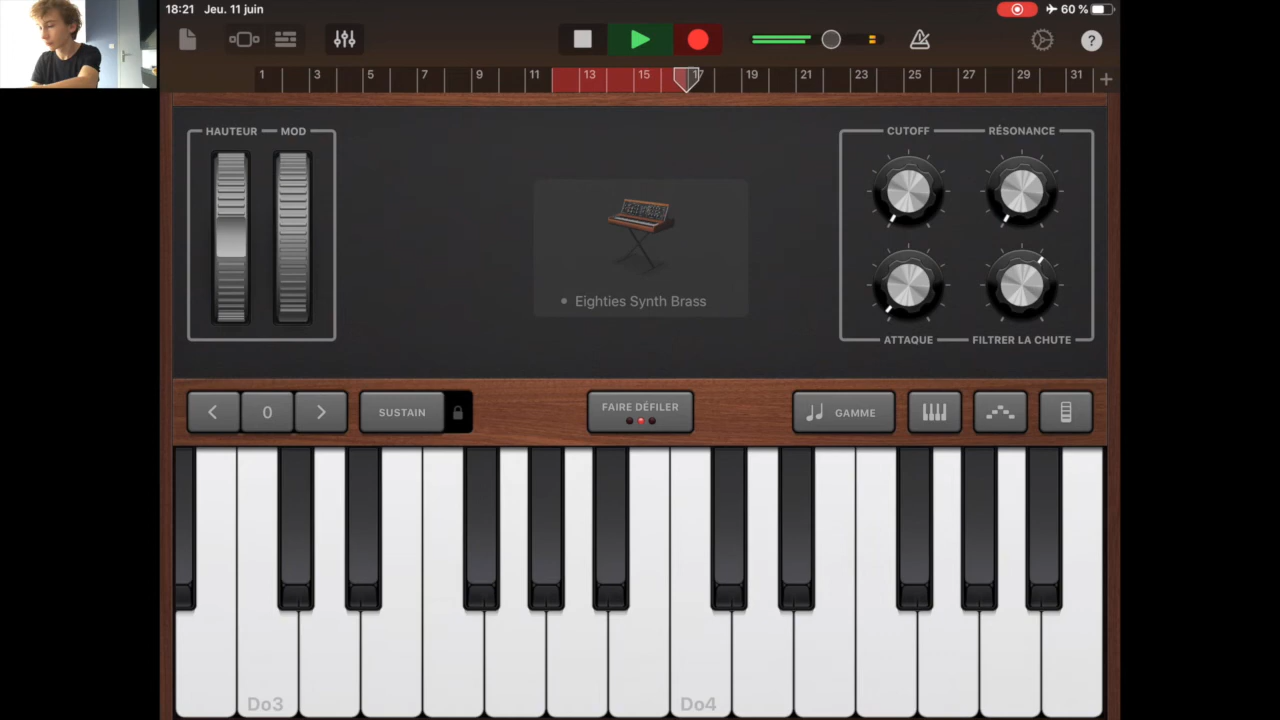 18:21 Jeu. 11 juin
60 %
?
1 3 5 7 9 11 13 15 17 19 21 23 25 27 29 31 +
HAUTEUR MOD
CUTOFF RÉSONANCE
• Eighties Synth Brass
ATTAQUE FILTRER LA CHUTE
0
SUSTAIN
FAIRE DÉFILER
GAMME
Do3 Do4